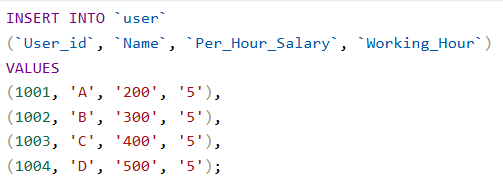 INSERT INTO `user`
(`User_id`, `Name`, `Per_Hour_Salary`, `Working_Hour`)
VALUES
(1001, 'A', '200', '5'),
(1002, 'B', '300', '5'),
(1003, 'C', '400', '5'),
(1004, 'D', '500', '5');